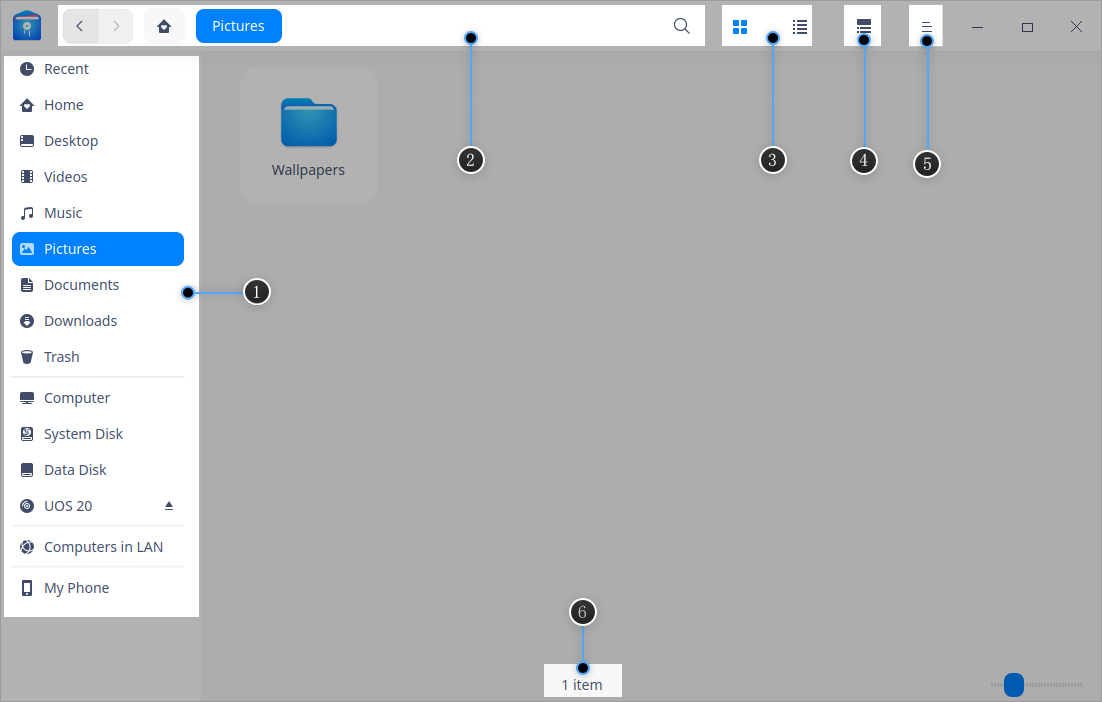 Pictures
Recent
Home
Desktop
Videos
Music
Pictures
Documents
Downloads
Trash
Computer
System Disk
Data Disk
UOS 20
Computers in LAN
My Phone
Wallpapers
1
2
3
4
5
6
1 item